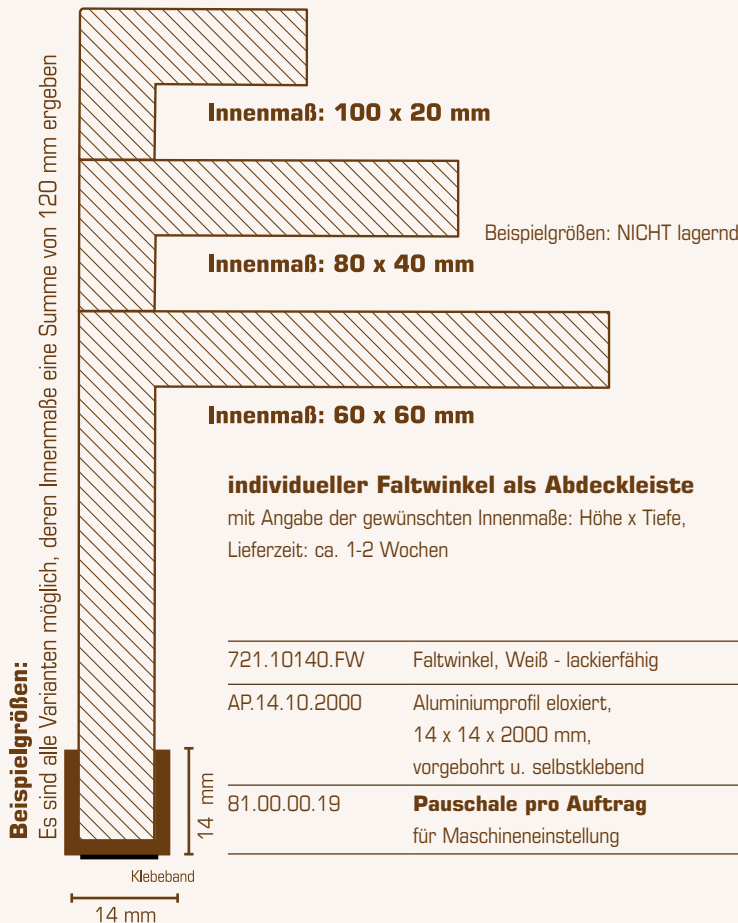 Beispielgrößen:
Es sind alle Varianten möglich, deren Innenmaße eine Summe von 120 mm ergeben
Innenmaß: 100 x 20 mm
Beispielgrößen: NICHT lagernd
Innenmaß: 80 x 40 mm
Innenmaß: 60 x 60 mm
individueller Faltwinkel als Abdeckleiste
mit Angabe der gewünschten Innenmaße: Höhe x Tiefe,
Lieferzeit: ca. 1-2 Wochen
721.10140.FW Faltwinkel, Weiß - lackierfähig
AP.14.10.2000 Aluminiumprofil eloxiert,
14 x 14 x 2000 mm,
vorgebohrt u. selbstklebend
81.00.00.19 Pauschale pro Auftrag
für Maschineneinstellung
14 mm
Klebeband
14 mm